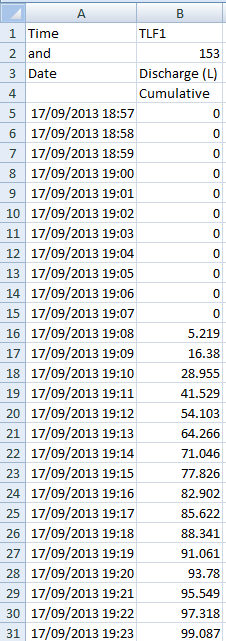 A B
1 Time TLF1
2 and 153
3 Date Discharge (L)
4 Cumulative
5 17/09/2013 18:57 0
6 17/09/2013 18:58 0
7 17/09/2013 18:59 0
8 17/09/2013 19:00 0
9 17/09/2013 19:01 0
10 17/09/2013 19:02 0
11 17/09/2013 19:03 0
12 17/09/2013 19:04 0
13 17/09/2013 19:05 0
14 17/09/2013 19:06 0
15 17/09/2013 19:07 0
16 17/09/2013 19:08 5.219
17 17/09/2013 19:09 16.38
18 17/09/2013 19:10 28.955
19 17/09/2013 19:11 41.529
20 17/09/2013 19:12 54.103
21 17/09/2013 19:13 64.266
22 17/09/2013 19:14 71.046
23 17/09/2013 19:15 77.826
24 17/09/2013 19:16 82.902
25 17/09/2013 19:17 85.622
26 17/09/2013 19:18 88.341
27 17/09/2013 19:19 91.061
28 17/09/2013 19:20 93.78
29 17/09/2013 19:21 95.549
30 17/09/2013 19:22 97.318
31 17/09/2013 19:23 99.087